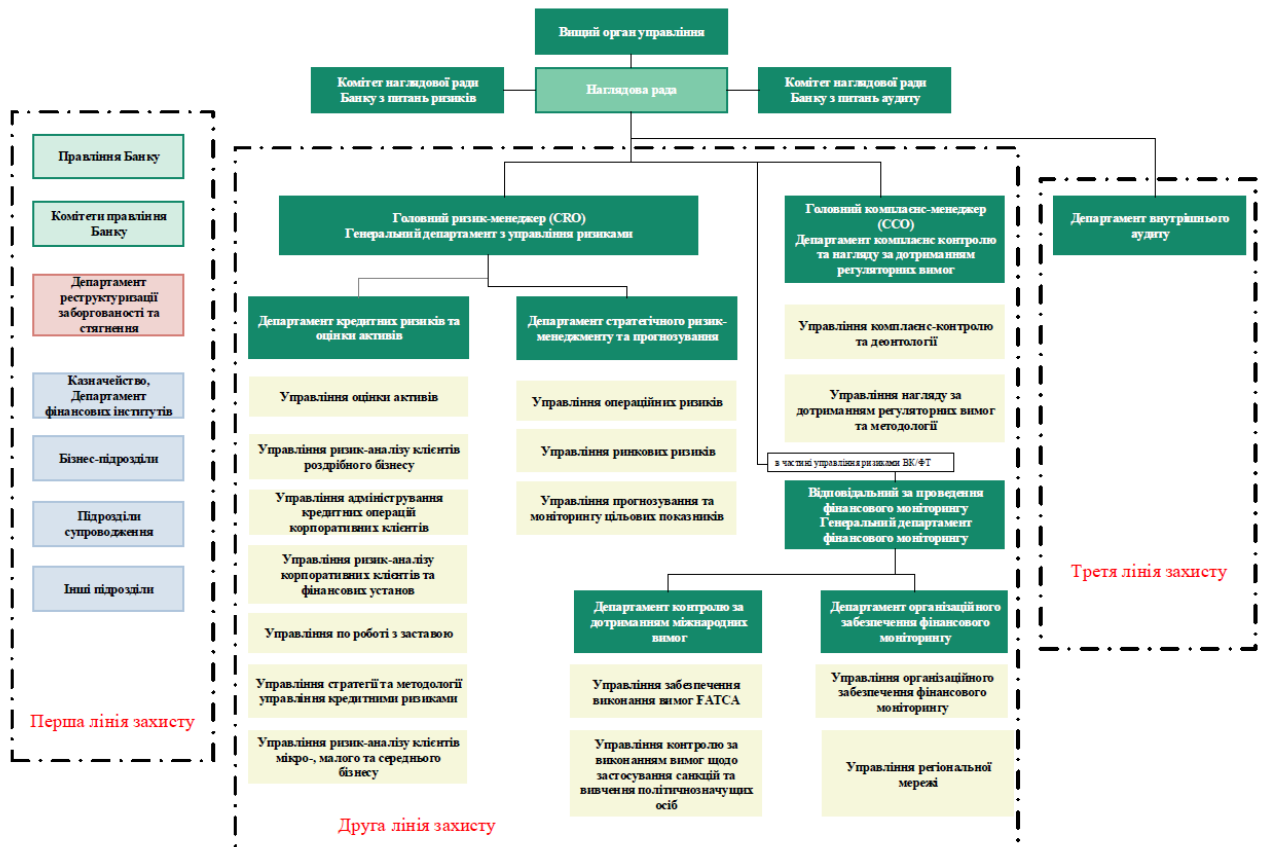 Вищий орган управління
Комітет наглядової ради
Банку з питань ризиків
Наглядова рада
Комітет наглядової ради
Банку з питань аудиту
Правління Банку
Комітети правління
Банку
Департамент
реструктуризації
заборгованості та
стягнення
Казначейство,
Департамент
фінансових інститутів
Бізнес-підрозділи
Підрозділи
супроводження
Інші підрозділи
Перша лінія захисту
Головний ризик-менеджер (CRO)
Генеральний департамент з управління ризиками
Департамент кредитних ризиків та
оцінки активів
Управління оцінки активів
Управління ризик-аналізу клієнтів
роздрібного бізнесу
Управління адміністрування
кредитних операцій
корпоративних клієнтів
Управління ризик-аналізу
корпоративних клієнтів та
фінансових установ
Управління по роботі з заставою
Управління стратегії та методології
управління кредитними ризиками
Управління ризик-аналізу клієнтів
мікро-, малого та середнього
бізнесу
Департамент стратегічного ризик-
менеджменту та прогнозування
Управління операційних ризиків
Управління ринкових ризиків
Управління прогнозування та
моніторингу цільових показників
Головний комплаєнс-менеджер
(CCO)
Департамент комплаєнс контролю
та нагляду за дотриманням
регуляторних вимог
Управління комплаєнс-контролю
та деонтології
Управління нагляду за
дотриманням регуляторних вимог
та методології
в частині управління ризиками ВК/ФТ
Відповідальний за проведення
фінансового моніторингу
Генеральний департамент
фінансового моніторингу
Департамент контролю за
дотриманням міжнародних
вимог
Управління забезпечення
виконання вимог FATCA
Управління контролю за
виконанням вимог щодо
застосування санкцій та
вивчення політичнозначущих
осіб
Департамент організаційного
забезпечення фінансового
моніторингу
Управління організаційного
забезпечення фінансового
моніторингу
Управління регіональної
мережі
Друга лінія захисту
Департамент внутрішнього
аудиту
Третя лінія захисту